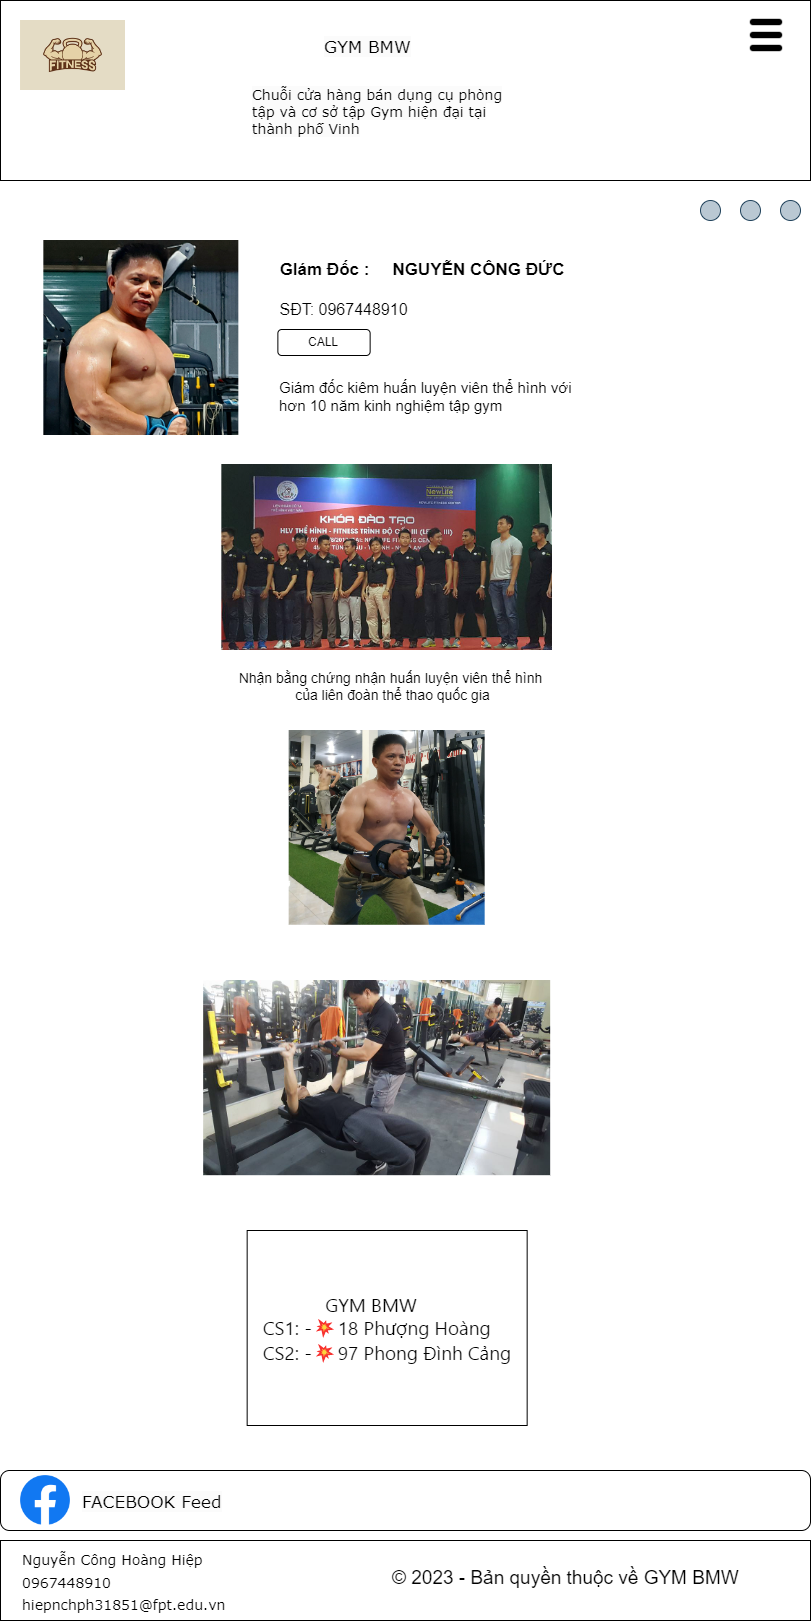 FITNESS
GYM BMW
Chuỗi cửa hàng bán dụng cụ phòng
tập và cơ sở tập Gym hiện đại tại
thành phố Vinh
GIám Đốc : NGUYỄN CÔNG ĐỨC
SĐT: 0967448910
CALL
Giám đốc kiêm huấn luyện viên thể hình với
hơn 10 năm kinh nghiệm tập gym
NewLife
KHÓA ĐÀO TẠO
HLV THỂ HÌNH - FITNESS TRÌNH ĐỘ
Nhận bằng chứng nhận huấn luyện viên thể hình
của liên đoàn thể thao quốc gia
GYM BMW
CS1: - 💥 18 Phượng Hoàng
CS2: - 💥 97 Phong Đình Cảng
FACEBOOK Feed
Nguyễn Công Hoàng Hiệp
0967448910
hiepnchph31851@fpt.edu.vn
© 2023 - Bản quyền thuộc về GYM BMW